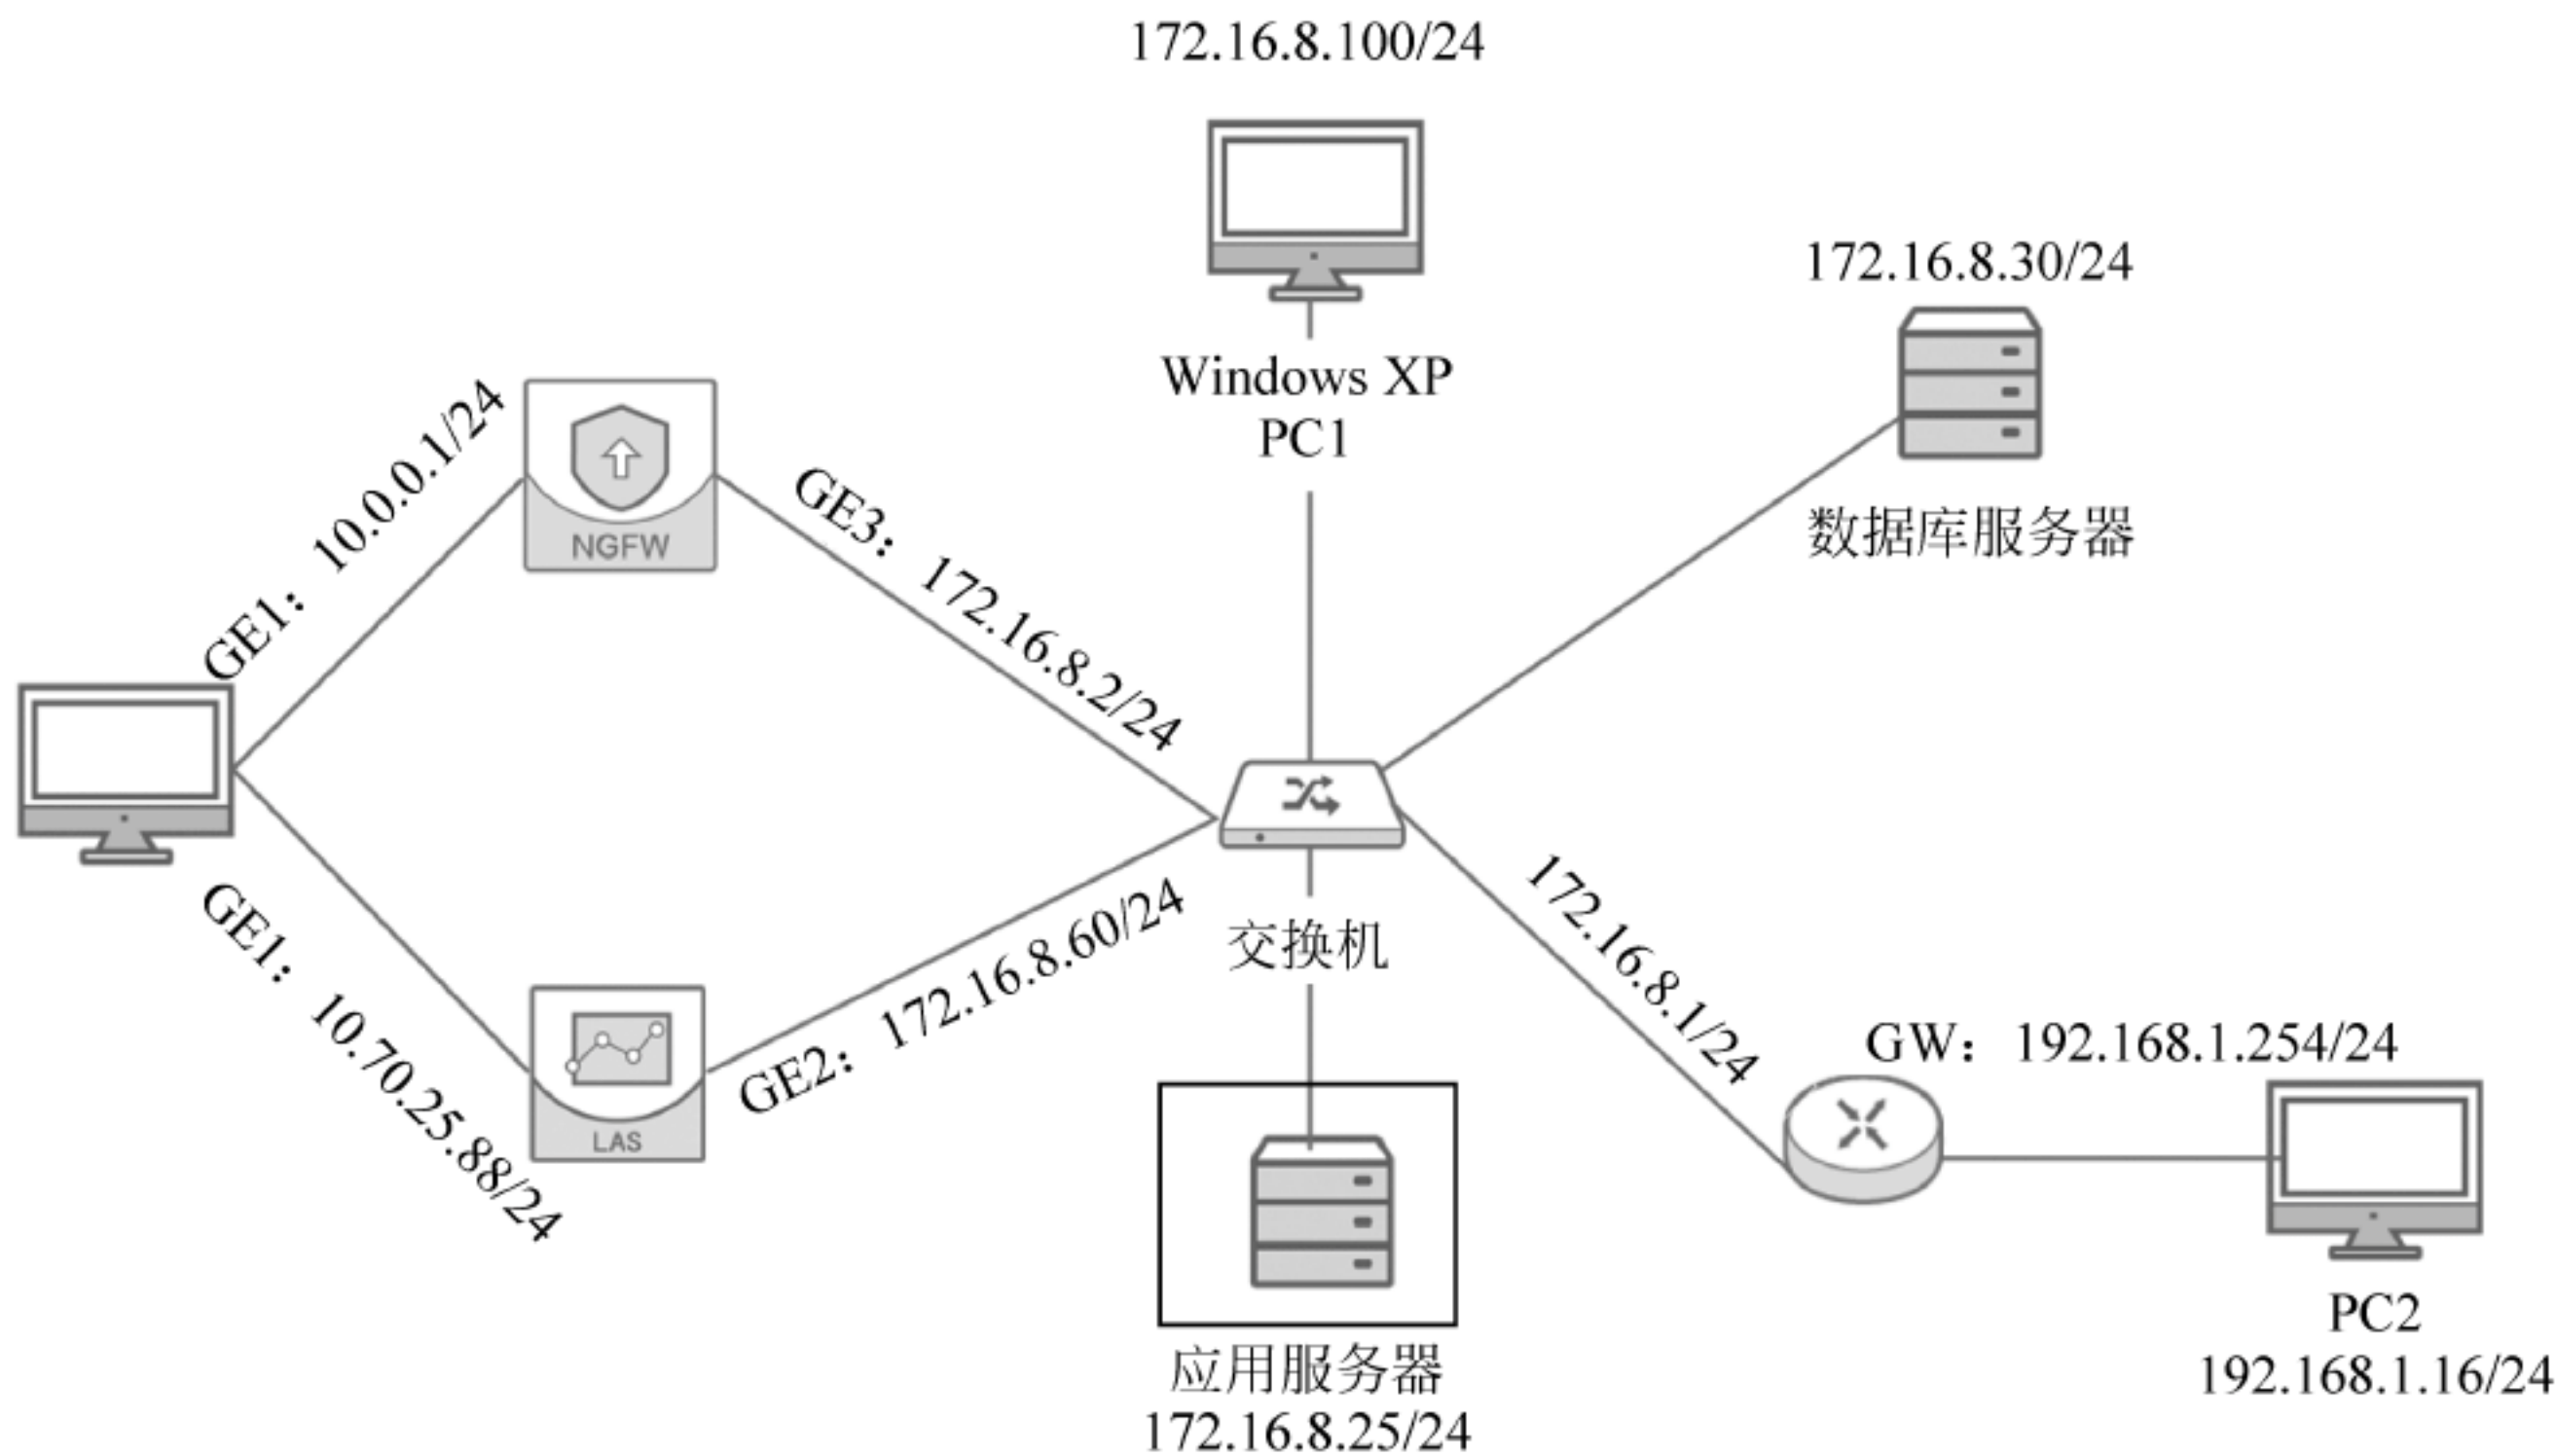 172.16.8.100/24
Windows XP
PC1
172.16.8.30/24
数据库服务器
GE1：10.0.0.1/24
NGFW
GE3：172.16.8.2/24
GE1：10.70.25.88/24
LAS
GE2：172.16.8.60/24
交换机
172.16.8.1/24
GW：192.168.1.254/24
PC2
192.168.1.16/24
应用服务器
172.16.8.25/24